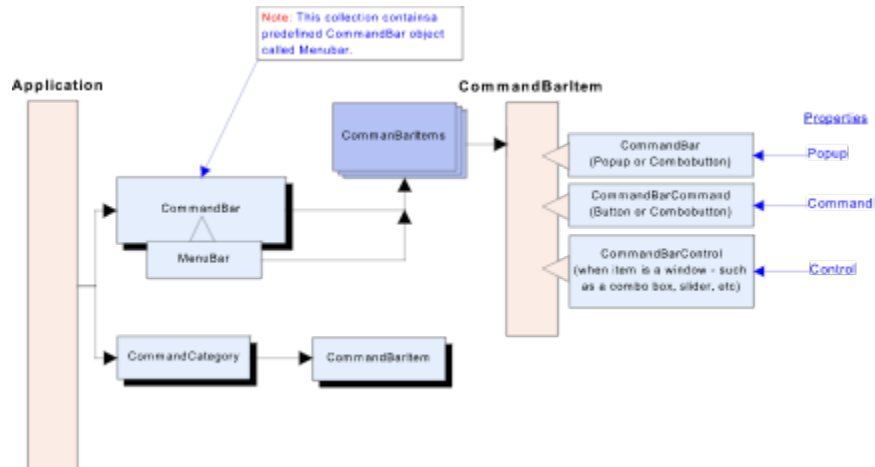 Note: This collection containsa
predefined CommandBar object
called Menubar.
Application
CommandBarItem
CommanBarItems
Properties
CommandBar
(Popup or Combobutton)
Popup
CommandBarCommand
(Button or Combobutton)
Command
CommandBar
MenuBar
CommandBarControl
(when item is a window - such
as a combo box, slider, etc)
Control
CommandCategory
CommandBarItem